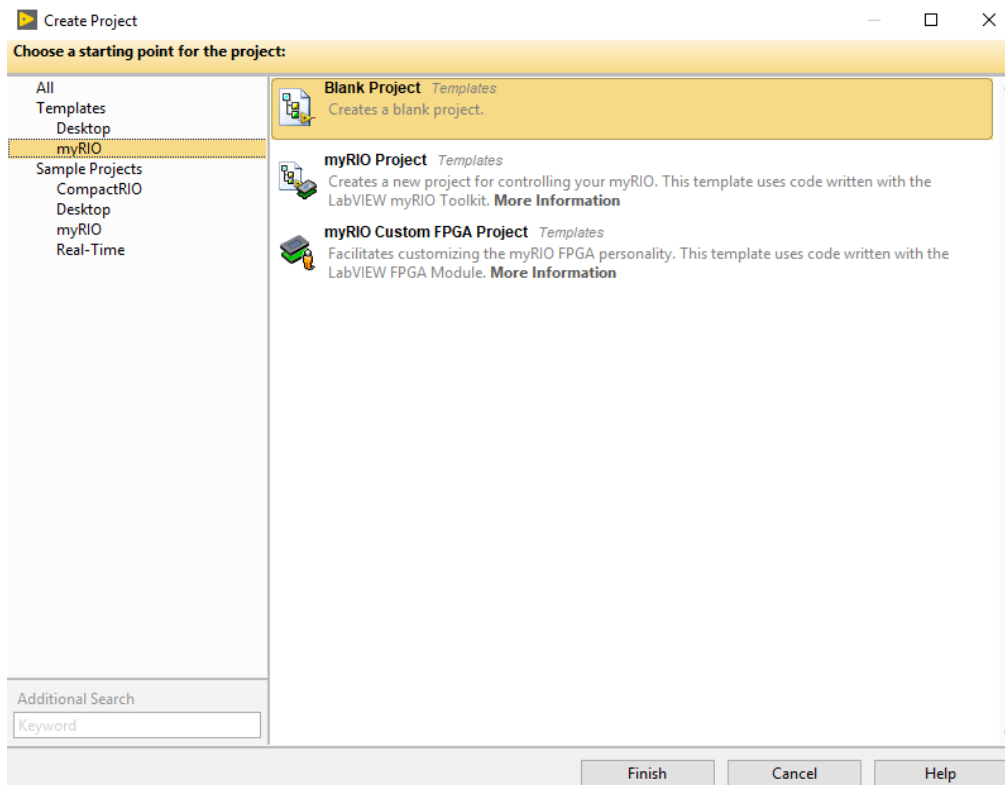 Create Project
Choose a starting point for the project:
All
Templates
Desktop
myRIO
Sample Projects
CompactRIO
Desktop
myRIO
Real-Time
Additional Search
Keyword
Blank Project Templates
Creates a blank project.
myRIO Project Templates
Creates a new project for controlling your myRIO. This template uses code written with the
LabVIEW myRIO Toolkit. More Information
myRIO Custom FPGA Project Templates
Facilitates customizing the myRIO FPGA personality. This template uses code written with the
LabVIEW FPGA Module. More Information
Finish Cancel Help